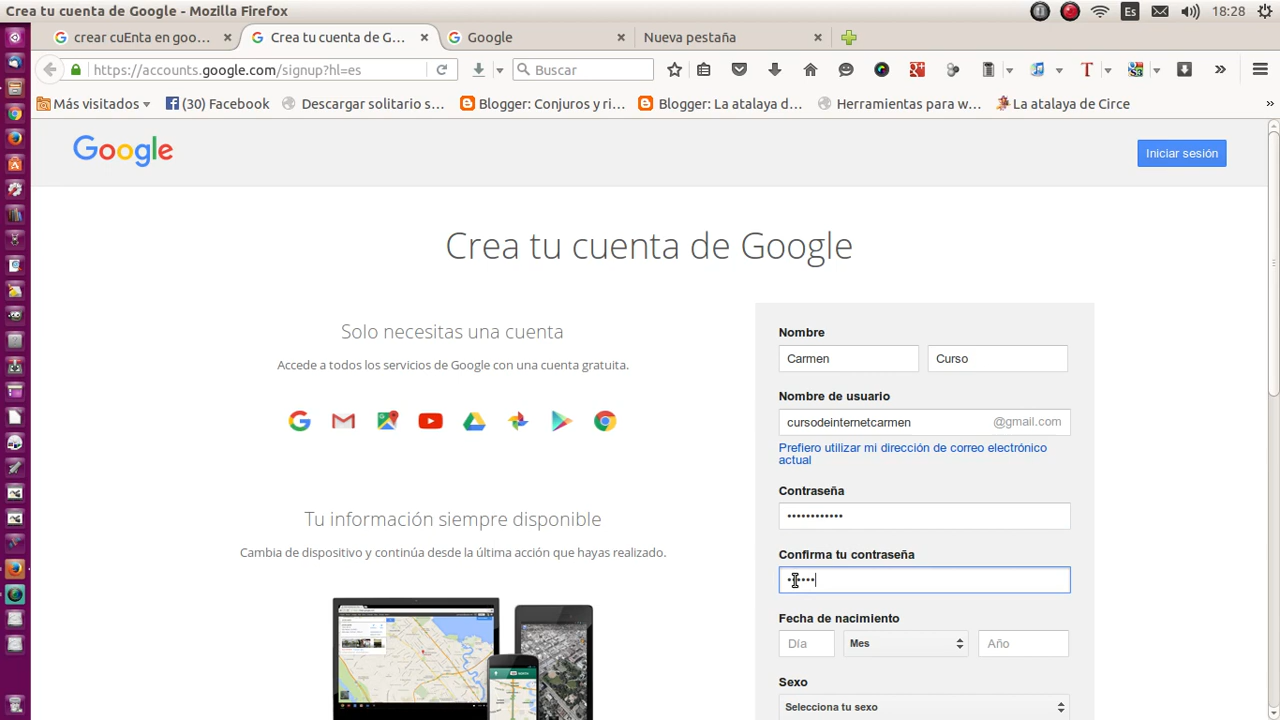 Crea tu cuenta de Google - Mozilla Firefox
Es
18:28
crear cuEnta en goo...
Crea tu cuenta de G...
Google
Nueva pestaña
https://accounts.google.com/signup?hl=es
Buscar
Más visitados
(30) Facebook
Descargar solitario s...
Blogger: Conjuros y ri...
Blogger: La atalaya d...
Herramientas para w...
La atalaya de Circe
Google
Iniciar sesión
Crea tu cuenta de Google
Solo necesitas una cuenta
Accede a todos los servicios de Google con una cuenta gratuita.
Tu información siempre disponible
Cambia de dispositivo y continúa desde la última acción que hayas realizado.
Nombre
Carmen
Curso
Nombre de usuario
cursodeinternetcarmen
@gmail.com
Prefiero utilizar mi dirección de correo electrónico
actual
Contraseña
••••••••••••
Confirma tu contraseña
Fecha de nacimiento
Día
Mes
Año
Sexo
Selecciona tu sexo